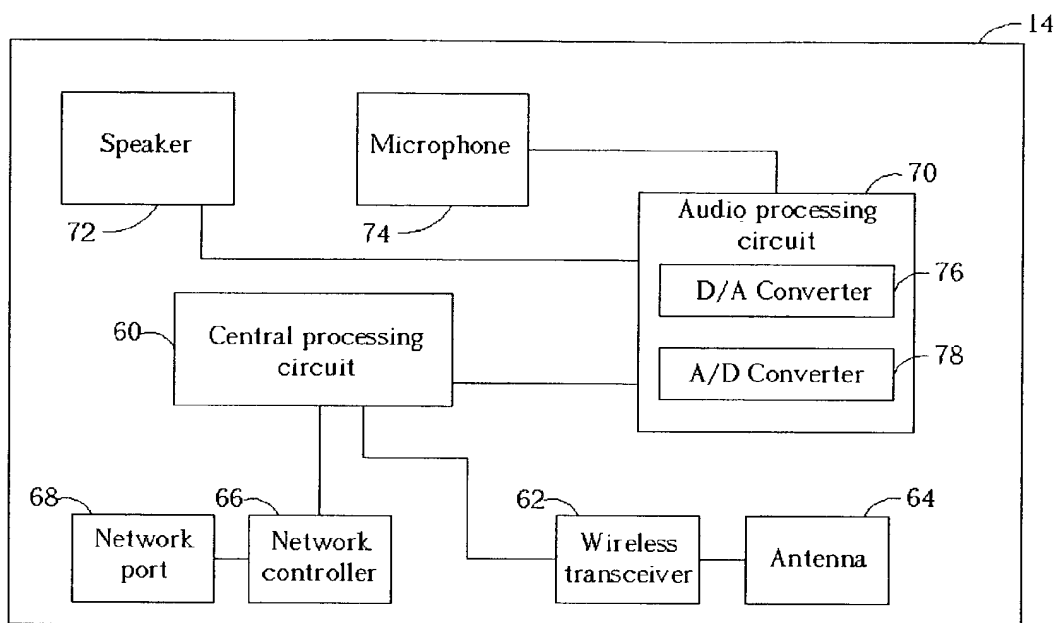 14
Speaker
72
Microphone
74
70
Audio processing
circuit
D/A Converter
76
A/D Converter
78
60
Central processing
circuit
68
Network
port
66
Network
controller
62
Wireless
transceiver
64
Antenna